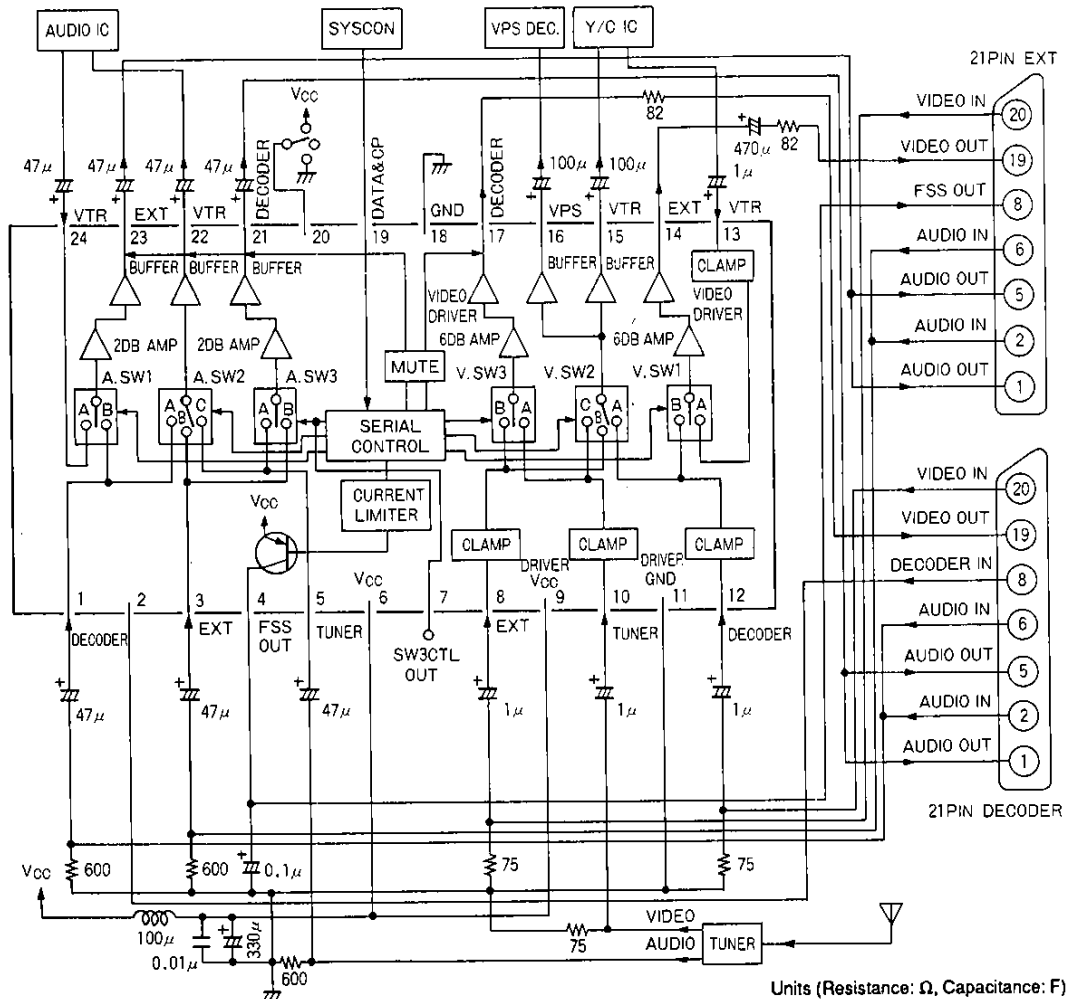 AUDIO IC
SYSCON
VPS DEC.
Y/C IC
21PIN EXT
VIDEO IN
20
VIDEO OUT
19
FSS OUT
8
AUDIO IN
6
AUDIO OUT
5
AUDIO IN
2
AUDIO OUT
1
VCC
82
470μ
82
47μ
47μ
47μ
47μ
100μ
100μ
1μ
+
+
+
+
+
+
+
+
DECODER
DATA&CP
GND
DECODER
VTR
EXT
VTR
VPS
VTR
EXT
VTR
24
23
22
21
20
19
18
17
16
15
14
13
BUFFER
BUFFER
BUFFER
BUFFER
BUFFER
CLAMP
VIDEO DRIVER
VIDEO DRIVER
2DB AMP
2DB AMP
6DB AMP
6DB AMP
MUTE
A.SW1
A.SW2
A.SW3
V.SW3
V.SW2
V.SW1
A B
A B C
A B
B A
C B A
B A
SERIAL CONTROL
CURRENT LIMITER
VCC
CLAMP
CLAMP
CLAMP
DRIVER VCC
DRIVER GND
VCC
1
2
3
4
5
6
7
8
9
10
11
12
DECODER
EXT
FSS OUT
TUNER
SW3CTL OUT
EXT
TUNER
DECODER
+
+
+
+
+
+
47μ
47μ
47μ
1μ
1μ
1μ
VIDEO IN
20
VIDEO OUT
19
DECODER IN
8
AUDIO IN
6
AUDIO OUT
5
AUDIO IN
2
AUDIO OUT
1
21PIN DECODER
VCC
600
600
+
0.1μ
75
75
100μ
0.01μ
+
330μ
600
75
VIDEO
AUDIO
TUNER
Units (Resistance: Ω, Capacitance: F)